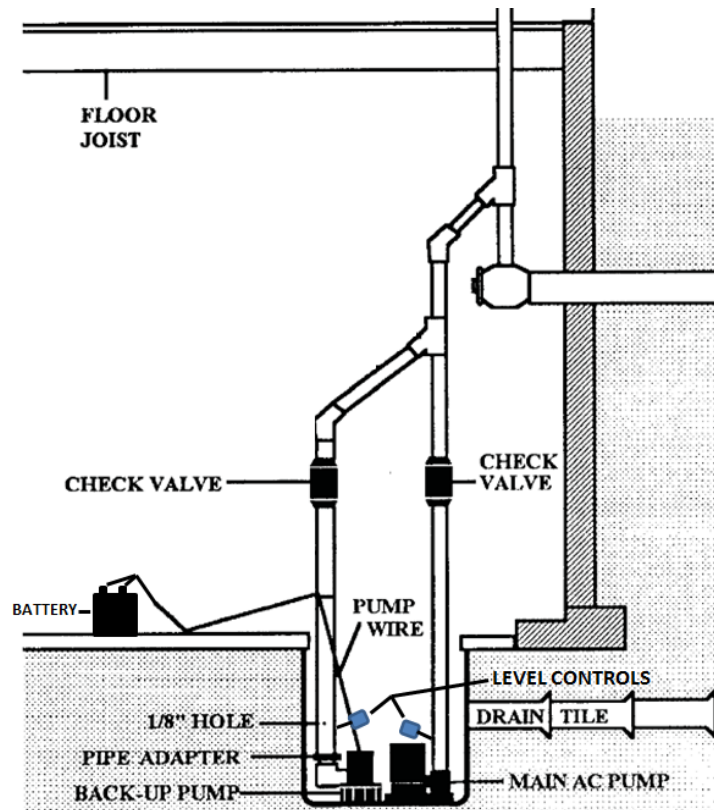 FLOOR
JOIST
CHECK VALVE
CHECK
VALVE
BATTERY
PUMP
WIRE
LEVEL CONTROLS
1/8" HOLE
DRAIN TILE
PIPE ADAPTER
BACK-UP PUMP
MAIN AC PUMP